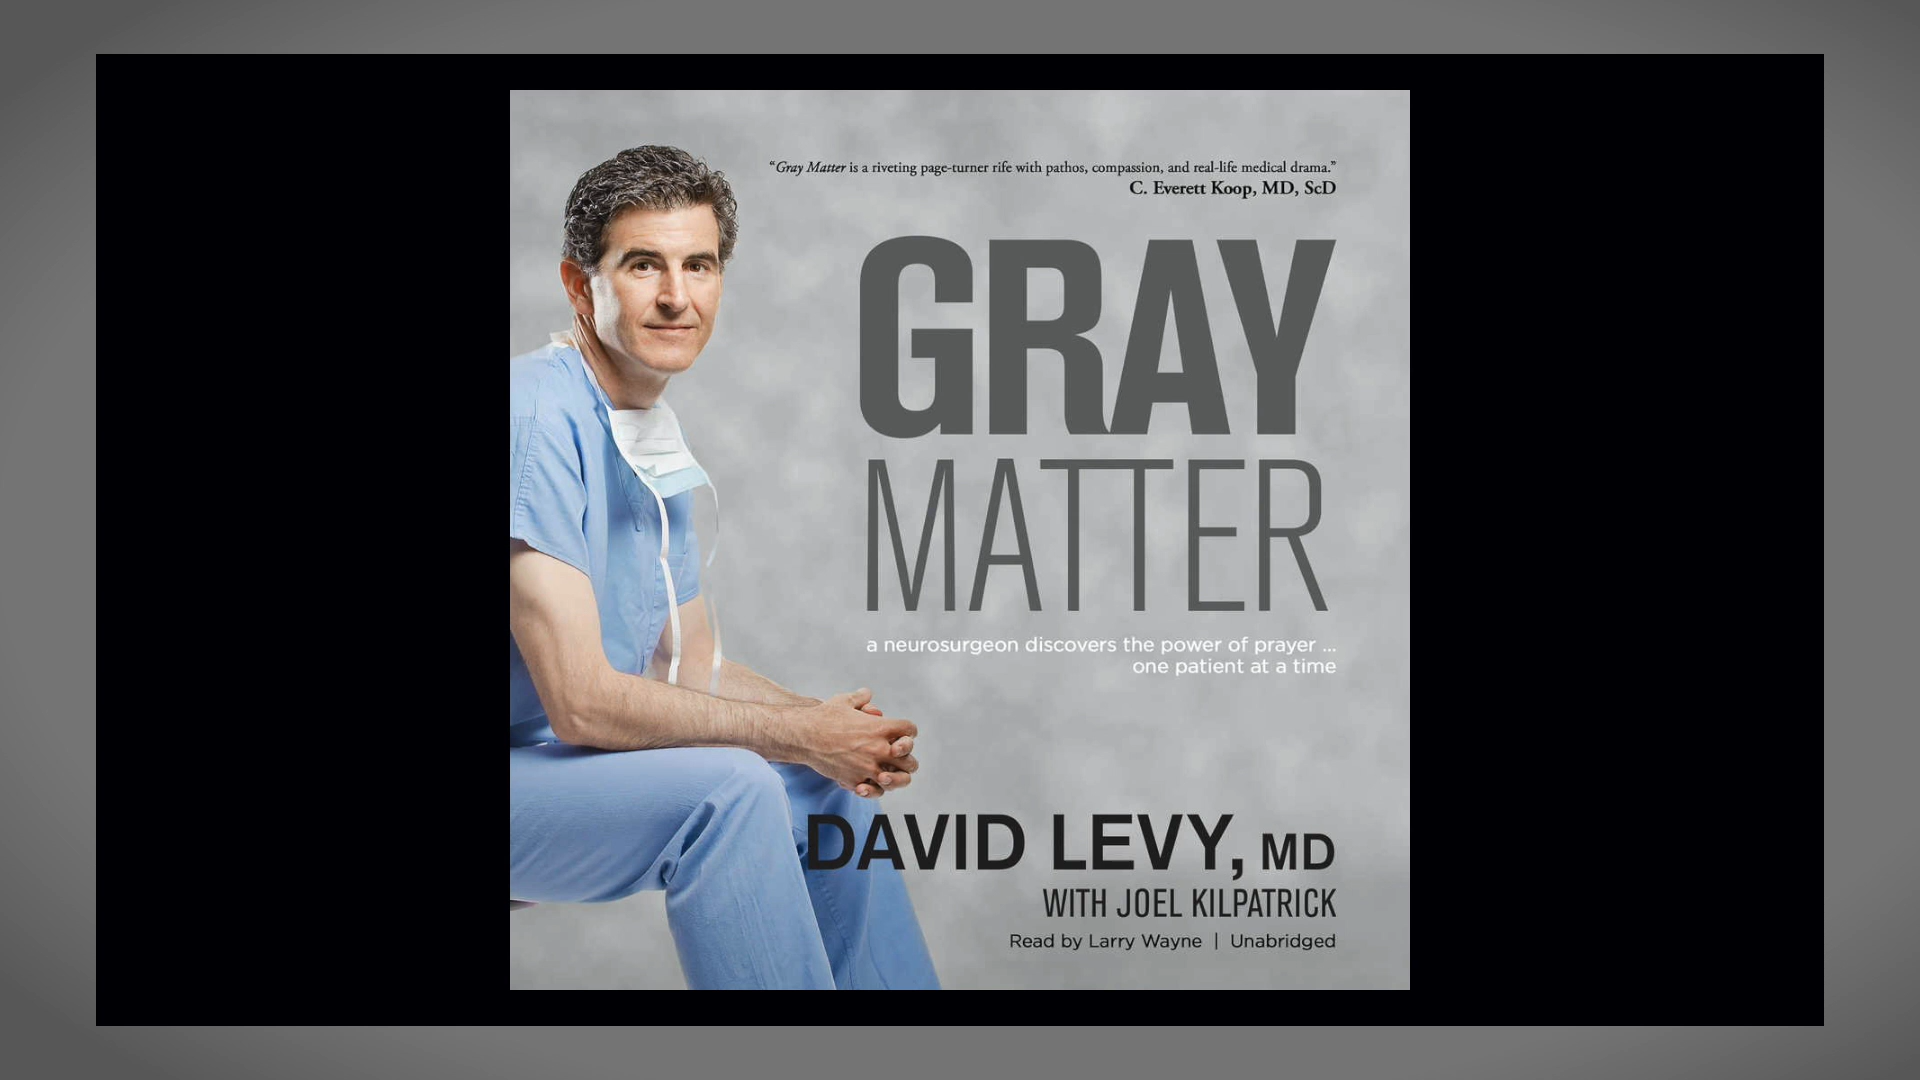 “Gray Matter is a riveting page-turner rife with pathos, compassion, and real-life medical drama.”
C. Everett Koop, MD, ScD
GRAY
MATTER
a neurosurgeon discovers the power of prayer ...
one patient at a time
DAVID LEVY, MD
WITH JOEL KILPATRICK
Read by Larry Wayne | Unabridged